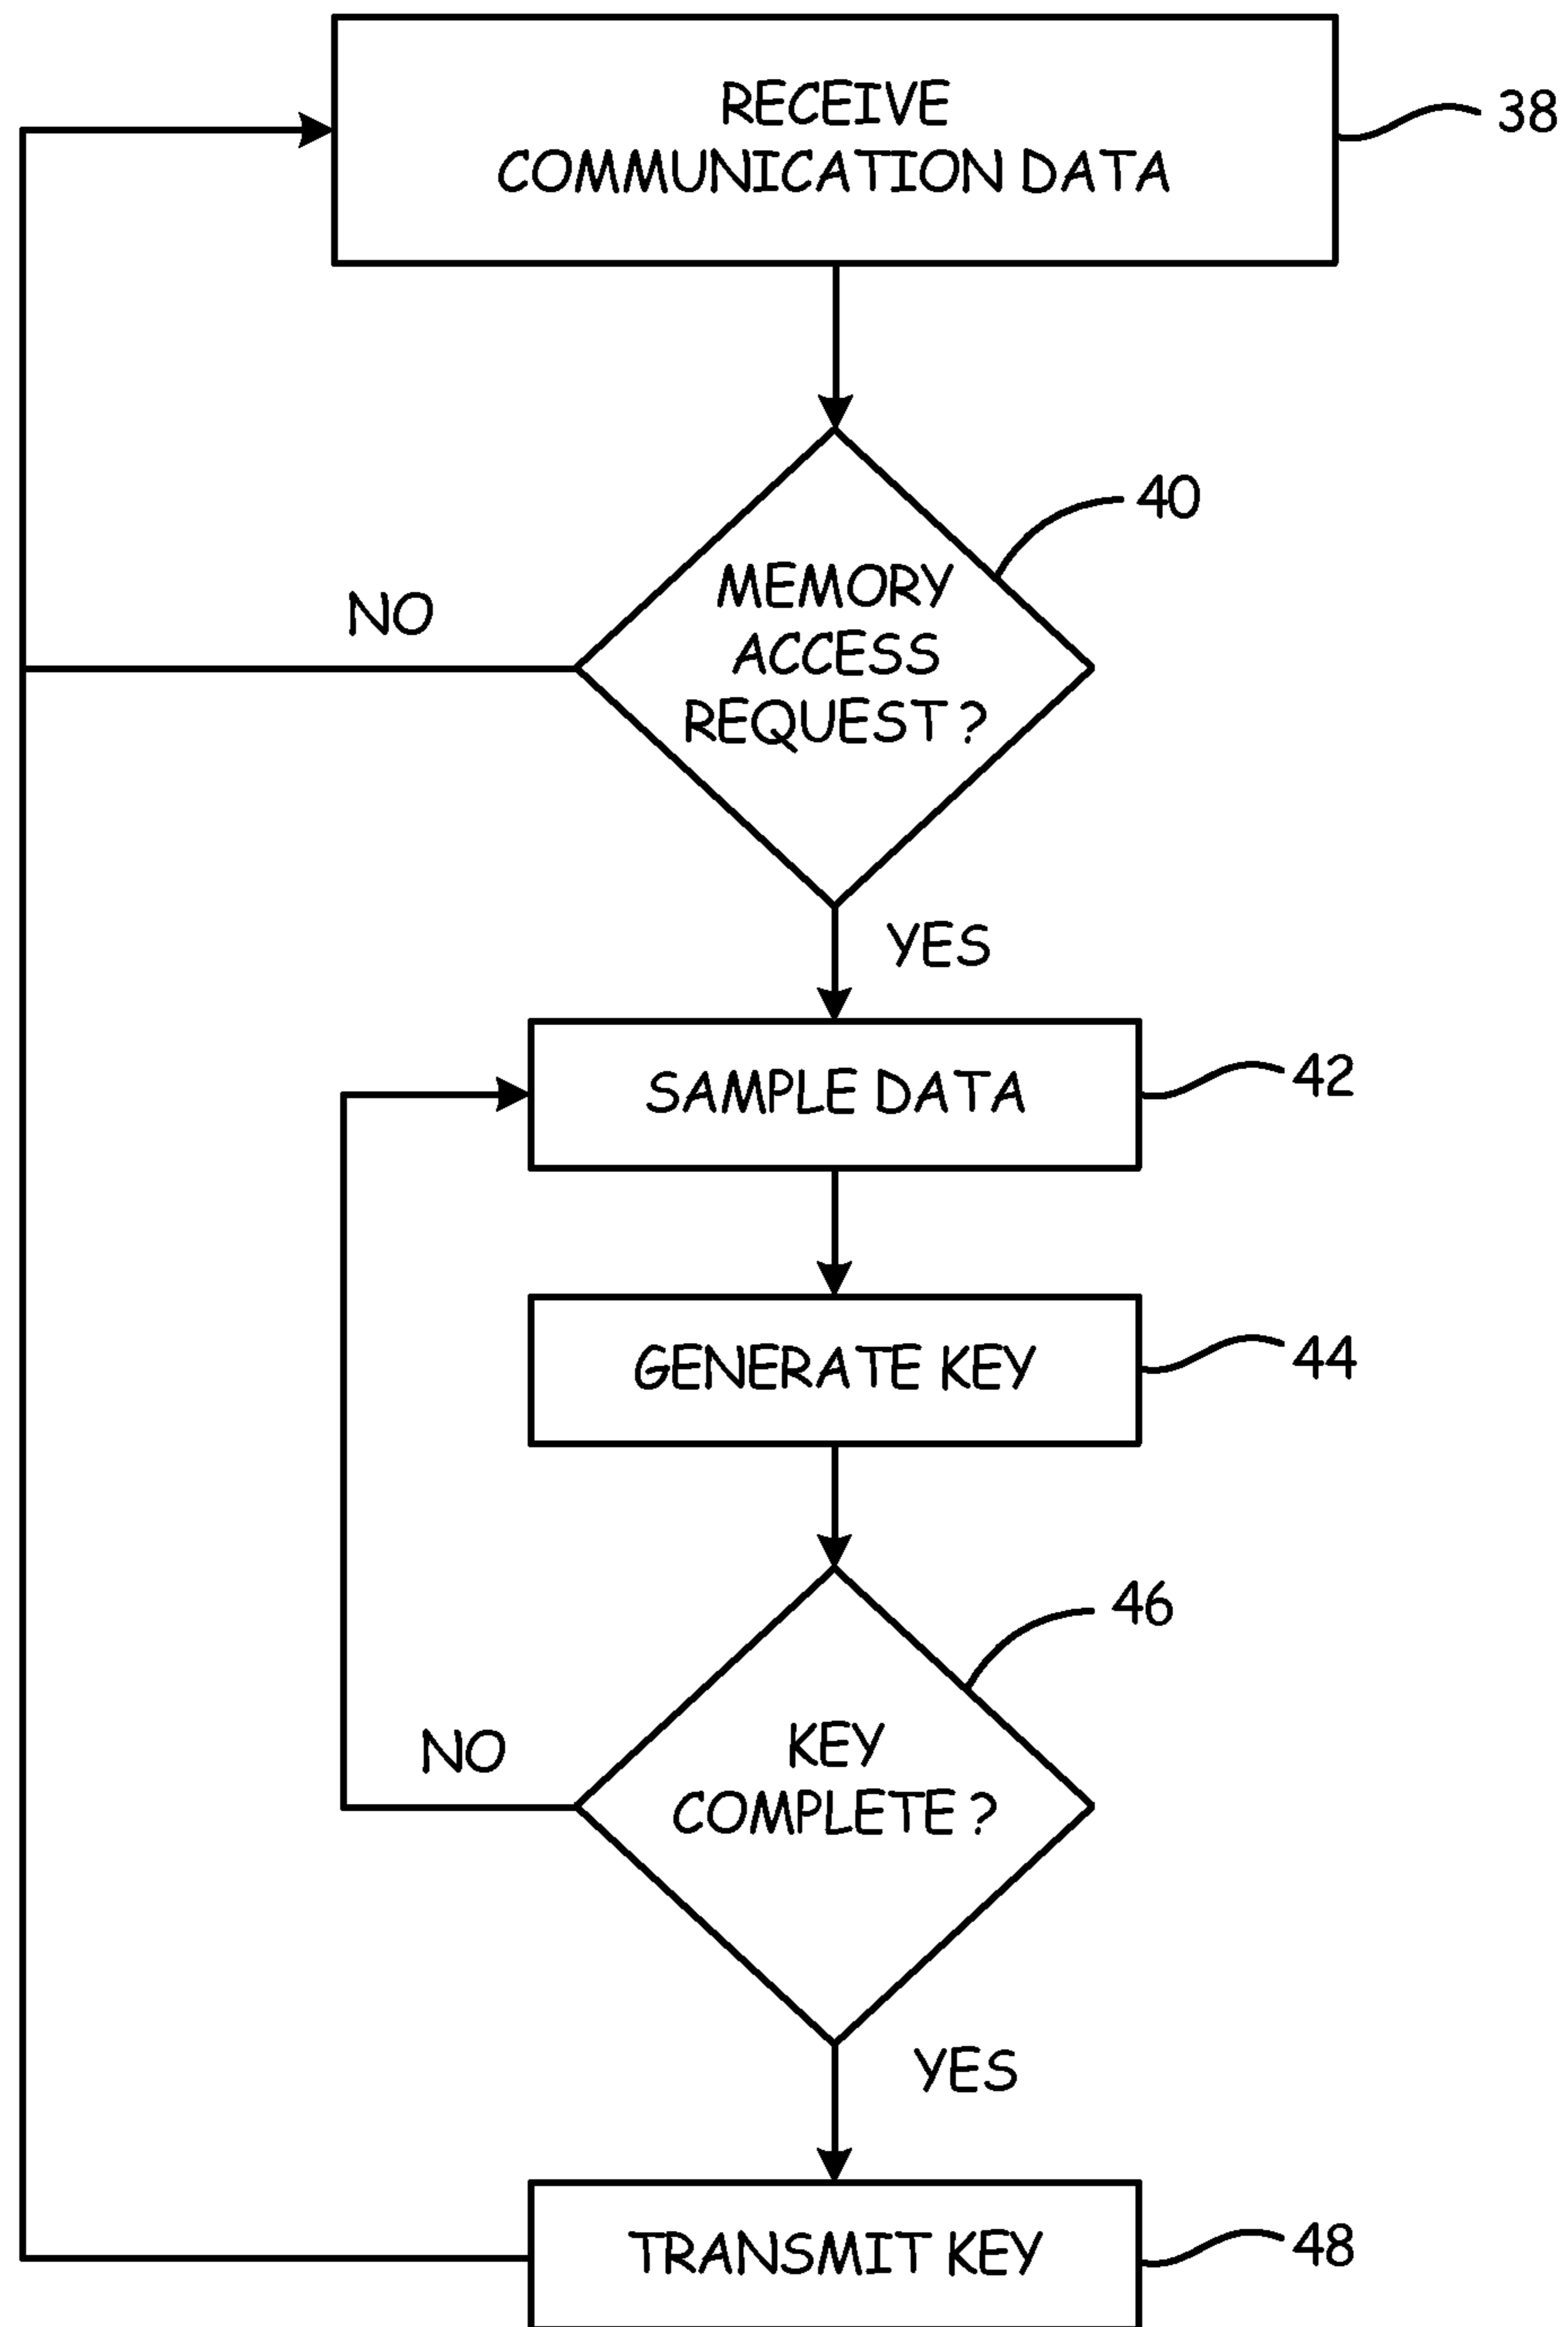 RECEIVE
COMMUNICATION DATA
38
40
MEMORY
ACCESS
REQUEST?
NO
YES
SAMPLE DATA
42
GENERATE KEY
44
46
KEY
COMPLETE?
NO
YES
TRANSMIT KEY
48